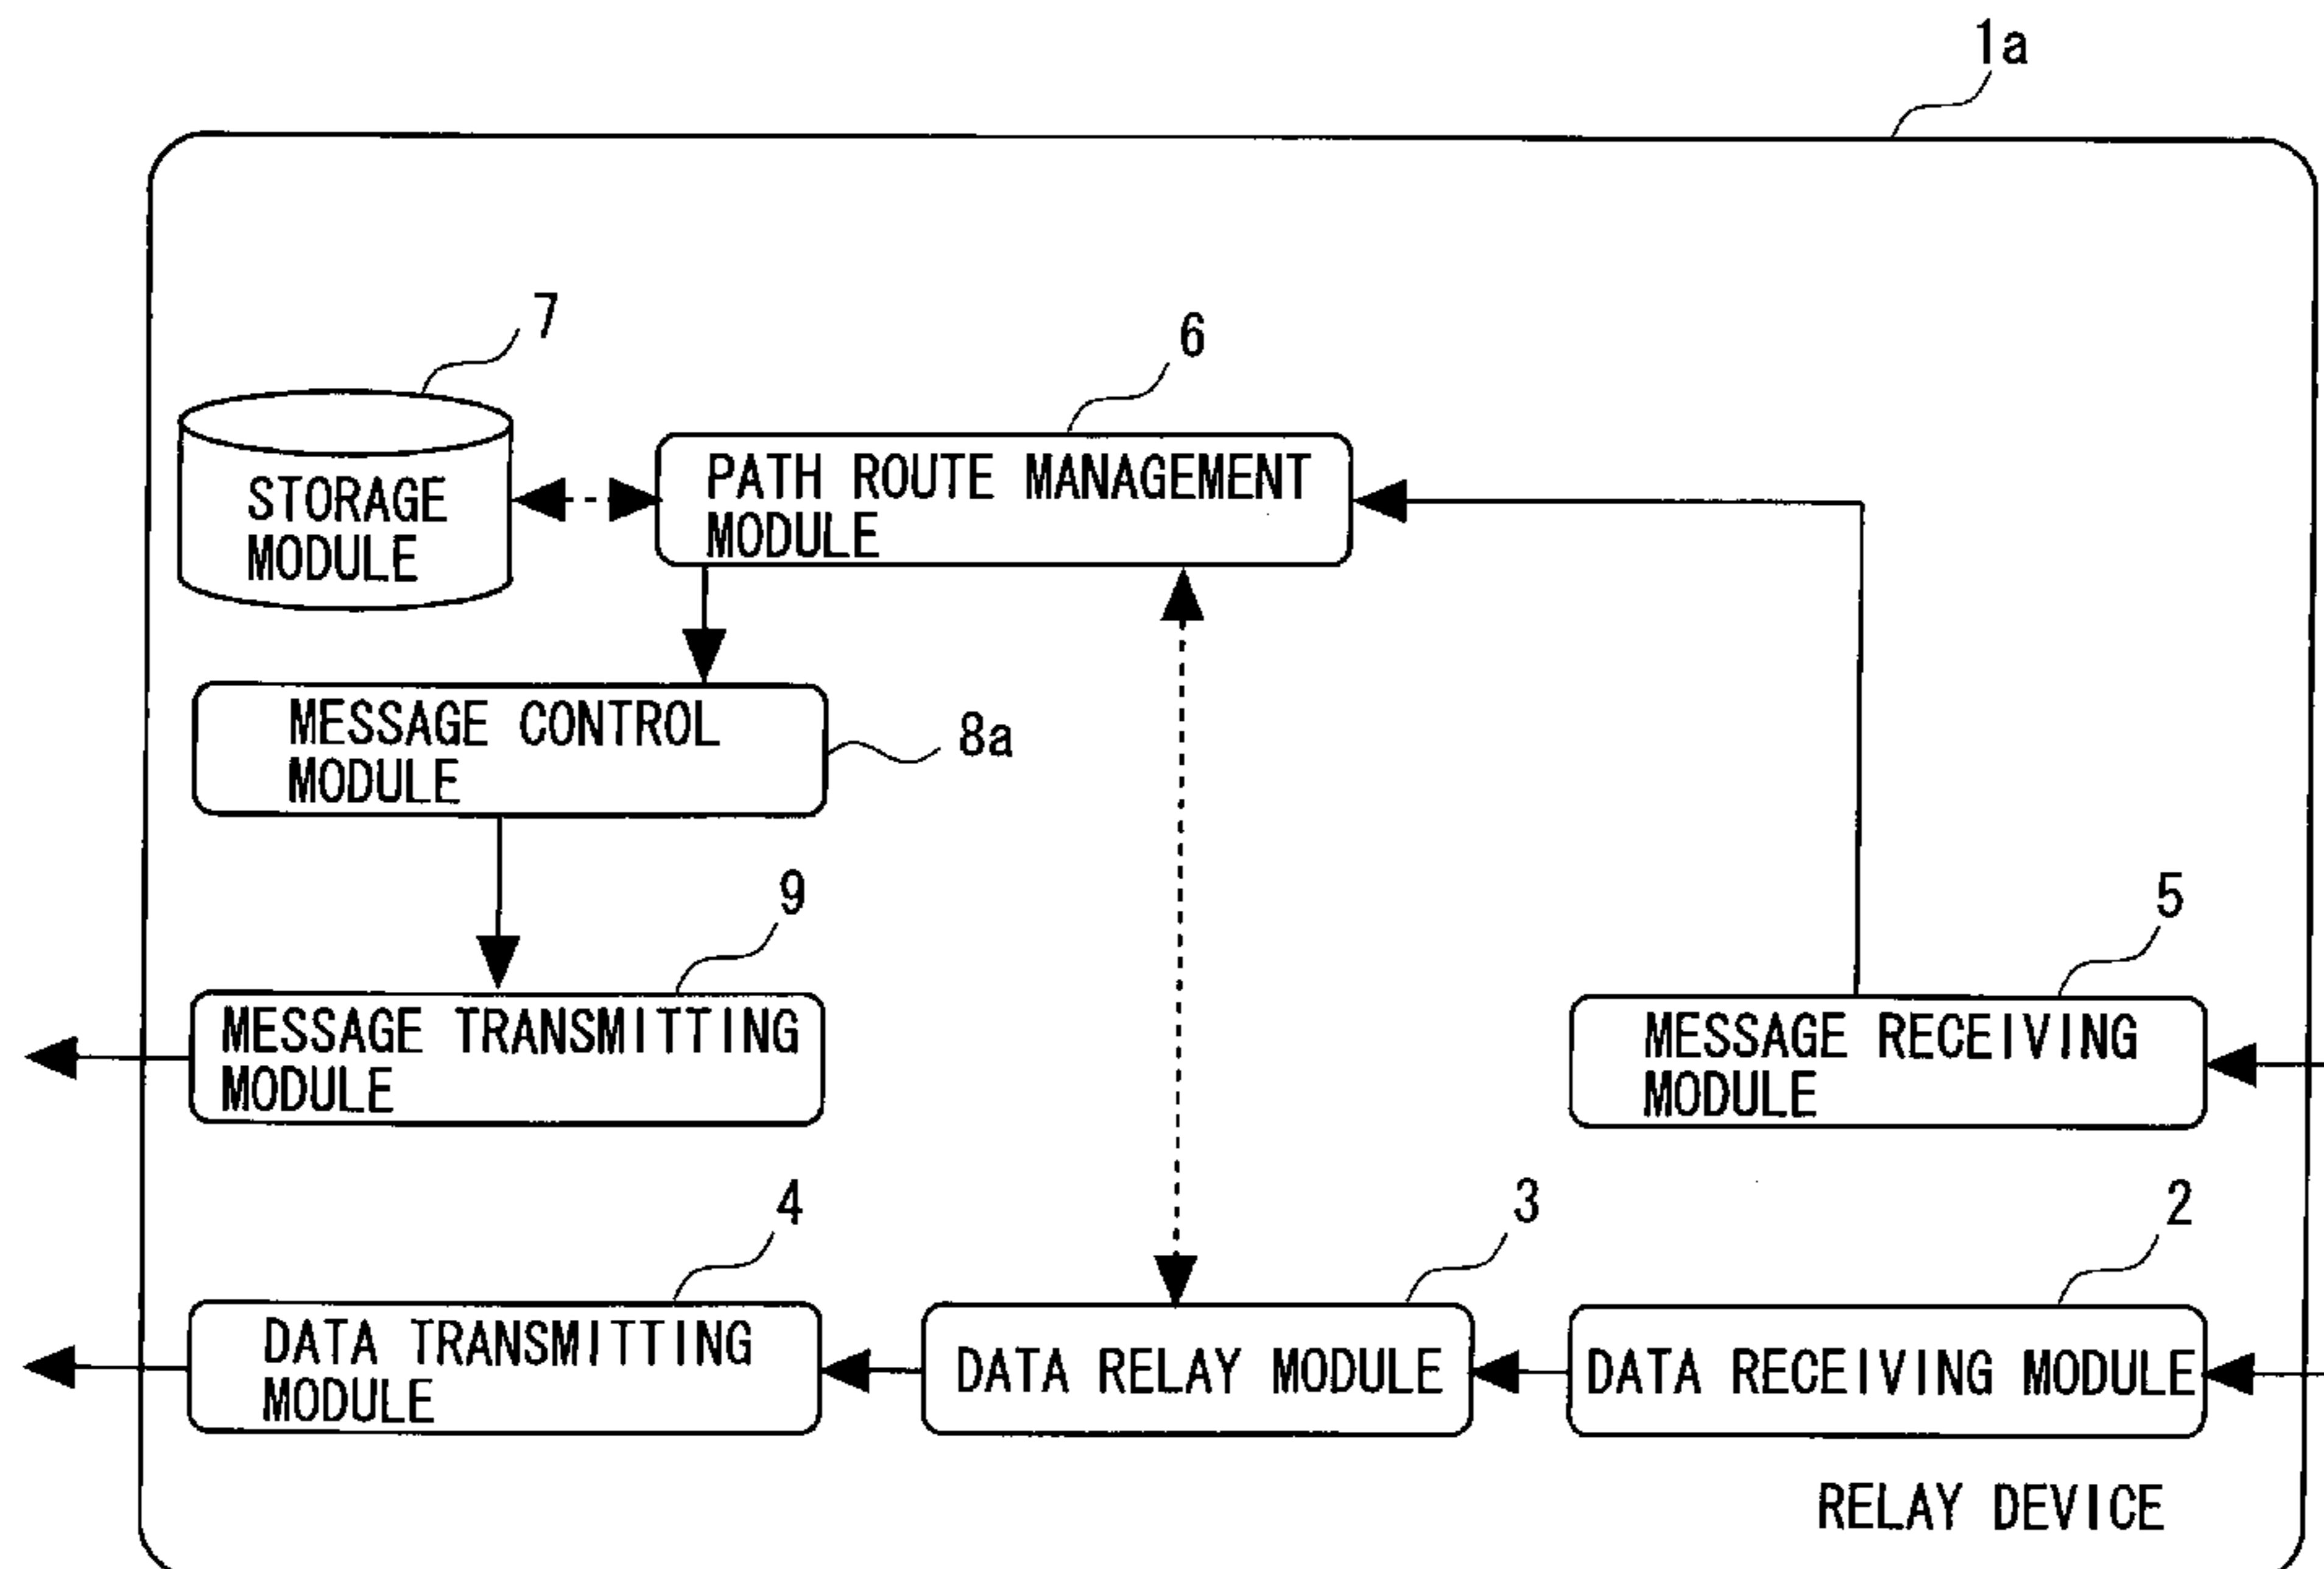 1a
7
6
STORAGE
MODULE
PATH ROUTE MANAGEMENT
MODULE
MESSAGE CONTROL
MODULE
8a
9
5
MESSAGE TRANSMITTING
MODULE
MESSAGE RECEIVING
MODULE
4
3
2
DATA TRANSMITTING
MODULE
DATA RELAY MODULE
DATA RECEIVING MODULE
RELAY DEVICE